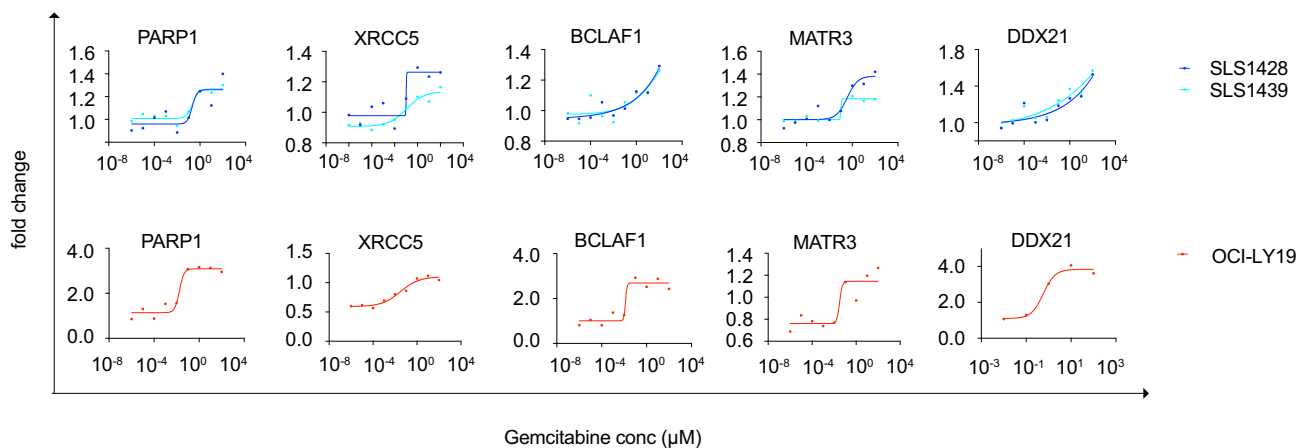 PARP1 XRCC5 BCLAF1 MATR3 DDX21
1.6 1.4 1.4 1.6 1.8
1.4 1.2 1.2 1.4 1.4
1.2 1.0 1.0 1.2 1.0
1.0 0.8 0.8 1.0
0.8 0.8
10⁻⁸ 10⁻⁴ 10⁰ 10⁴ 10⁻⁸ 10⁻⁴ 10⁰ 10⁴ 10⁻⁸ 10⁻⁴ 10⁰ 10⁴ 10⁻⁸ 10⁻⁴ 10⁰ 10⁴ 10⁻⁸ 10⁻⁴ 10⁰ 10⁴
SLS1428
SLS1439
fold change
PARP1 XRCC5 BCLAF1 MATR3 DDX21
4.0 1.5 4.0 1.4 4.0
2.0 1.0 2.0 1.2 2.0
0.0 0.5 0.0 1.0 0.0
0.0 0.8
0.6
10⁻⁸ 10⁻⁴ 10⁰ 10⁴ 10⁻⁸ 10⁻⁴ 10⁰ 10⁴ 10⁻⁸ 10⁻⁴ 10⁰ 10⁴ 10⁻⁸ 10⁻⁴ 10⁰ 10⁴ 10⁻³ 10⁻¹ 10¹ 10³
OCI-LY19
Gemcitabine conc (µM)